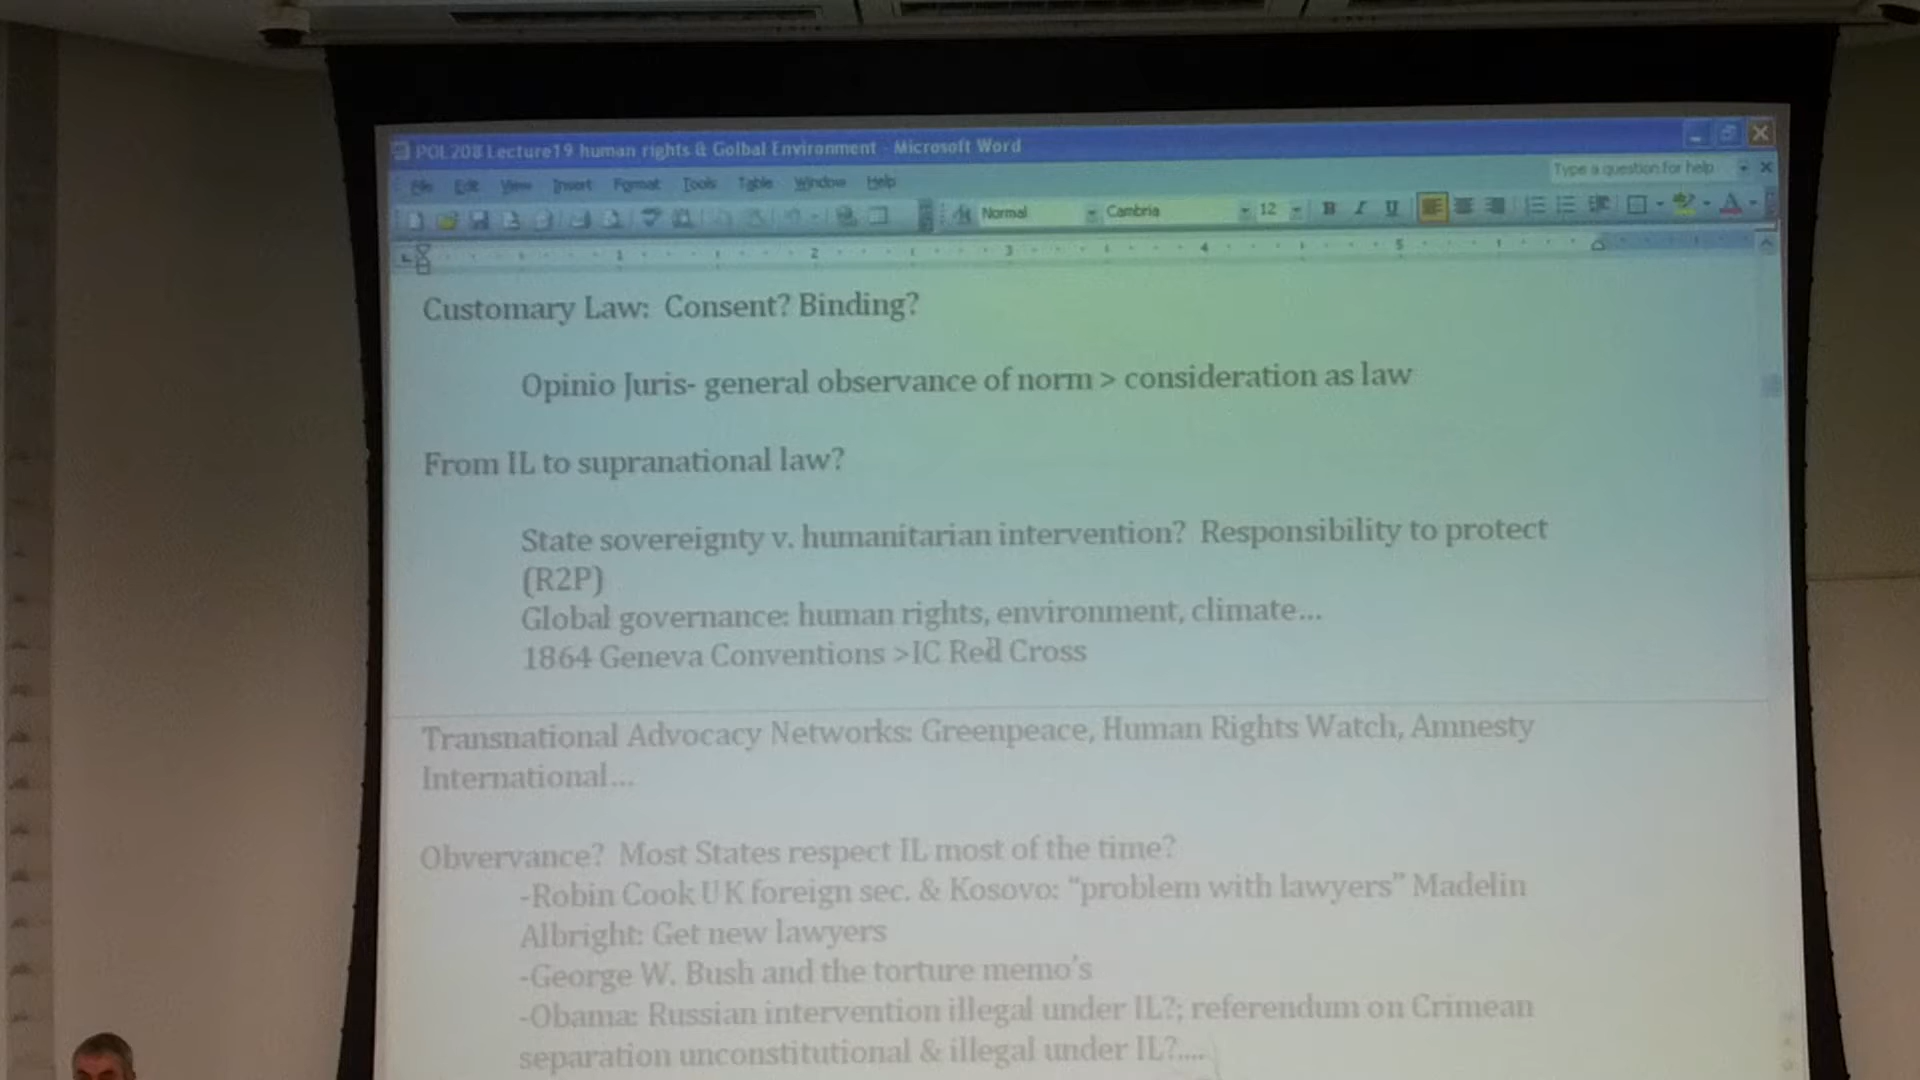 POL208 Lecture19 human rights & Golbal Environment - Microsoft Word
File Edit View Insert Format Tools Table Window Help
Type a question for help
Normal Cambria 12 B I U
1 2 3 4 5
Customary Law: Consent? Binding?
Opinio Juris- general observance of norm > consideration as law
From IL to supranational law?
State sovereignty v. humanitarian intervention? Responsibility to protect
(R2P)
Global governance: human rights, environment, climate...
1864 Geneva Conventions >IC Red Cross
Transnational Advocacy Networks: Greenpeace, Human Rights Watch, Amnesty
International...
Obvervance? Most States respect IL most of the time?
-Robin Cook UK foreign sec. & Kosovo: “problem with lawyers” Madelin
Albright: Get new lawyers
-George W. Bush and the torture memo's
-Obama: Russian intervention illegal under IL?; referendum on Crimean
separation unconstitutional & illegal under IL?....